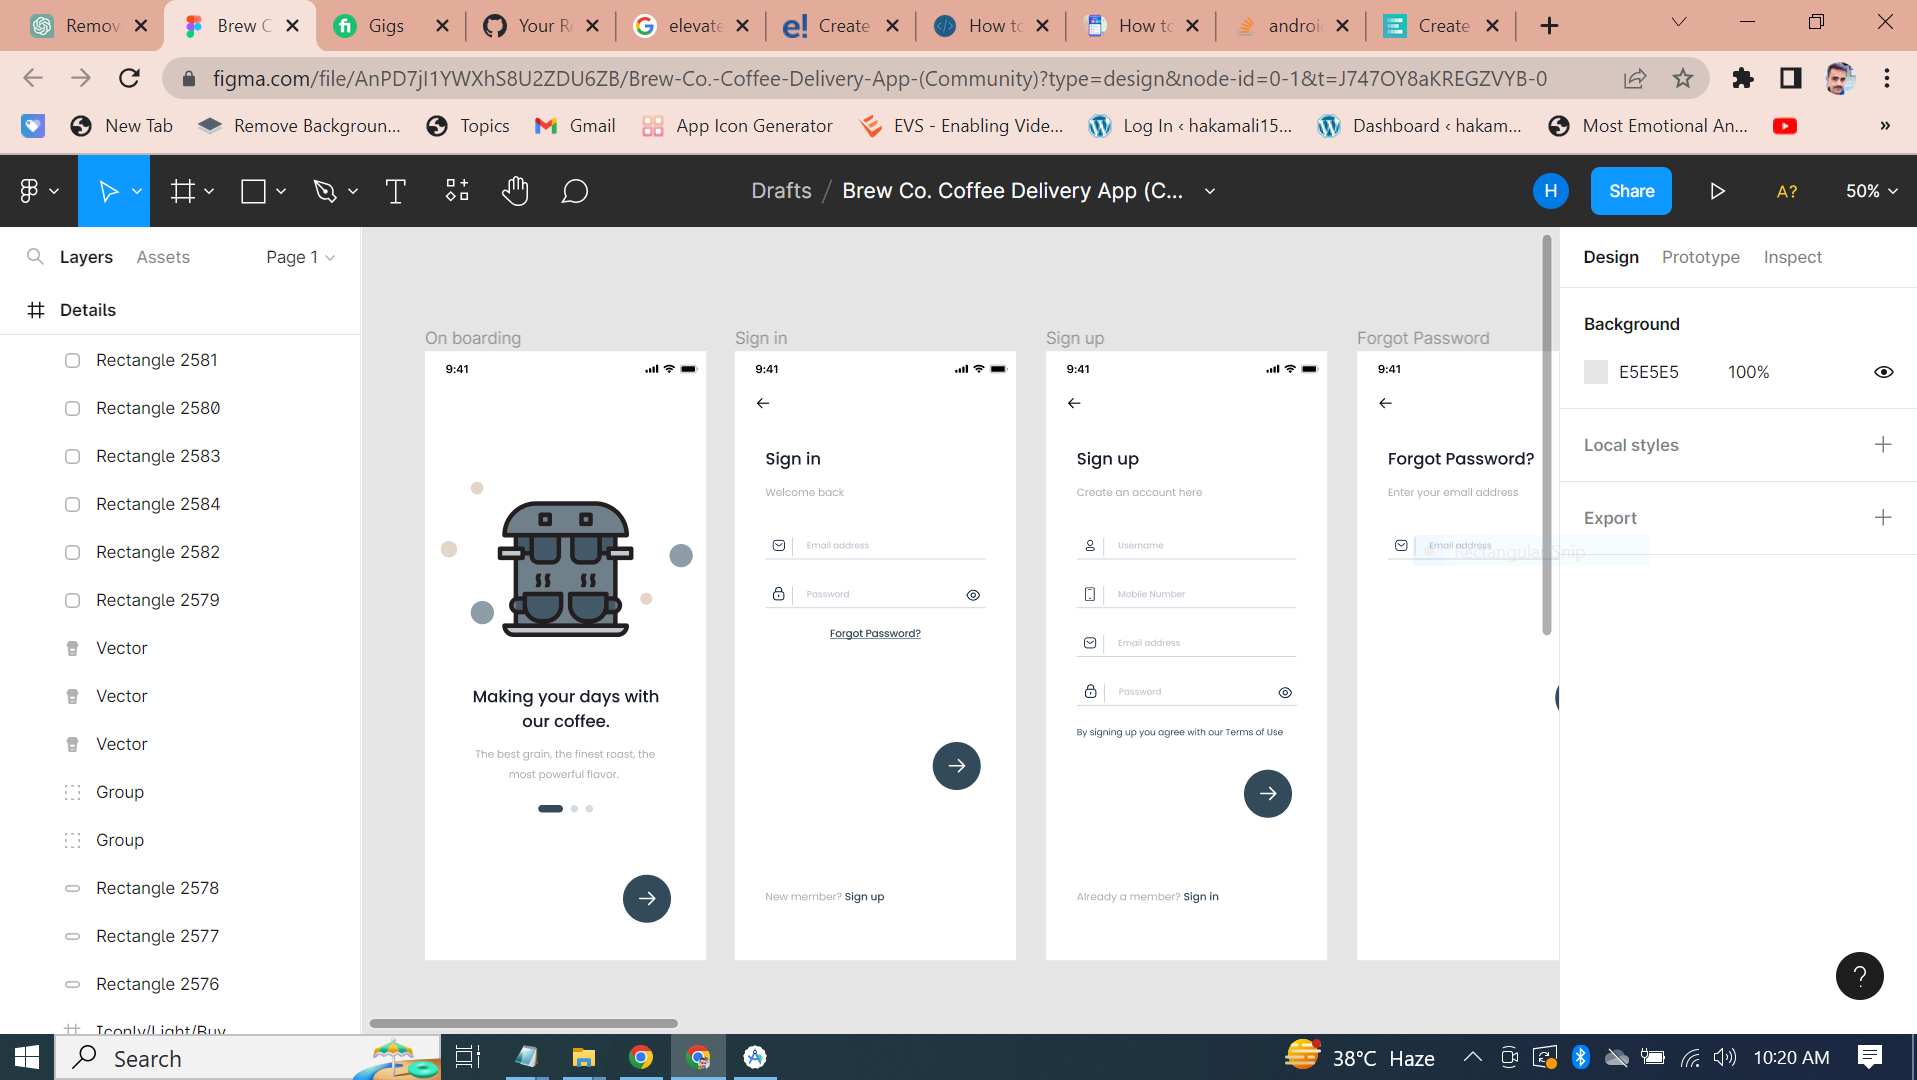 Remov
Brew C
Gigs
Your Re
elevate
Create
How to
How to
androi
Create
figma.com/file/AnPD7jI1YWXhS8U2ZDU6ZB/Brew-Co.-Coffee-Delivery-App-(Community)?type=design&node-id=0-1&t=J747OY8aKREGZVYB-0
New Tab
Remove Backgroun...
Topics
Gmail
App Icon Generator
EVS - Enabling Vide...
Log In ‹ hakamali15...
Dashboard ‹ hakam...
Most Emotional An...
»
Drafts / Brew Co. Coffee Delivery App (C...
H
Share
A?
50%
Layers
Assets
Page 1
Details
Rectangle 2581
Rectangle 2580
Rectangle 2583
Rectangle 2584
Rectangle 2582
Rectangle 2579
Vector
Vector
Vector
Group
Group
Rectangle 2578
Rectangle 2577
Rectangle 2576
Iconly/Light/Buy
On boarding
9:41
Making your days with
our coffee.
The best grain, the finest roast, the
most powerful flavor.
Sign in
9:41
Sign in
Welcome back
Email address
Password
Forgot Password?
New member? Sign up
Sign up
9:41
Sign up
Create an account here
Username
Mobile Number
Email address
Password
By signing up you agree with our Terms of Use
Already a member? Sign in
Forgot Password
9:41
Forgot Password?
Enter your email address
Email address
Rectangular Snip
Design
Prototype
Inspect
Background
E5E5E5
100%
Local styles
Export
?
Search
38°C Haze
10:20 AM